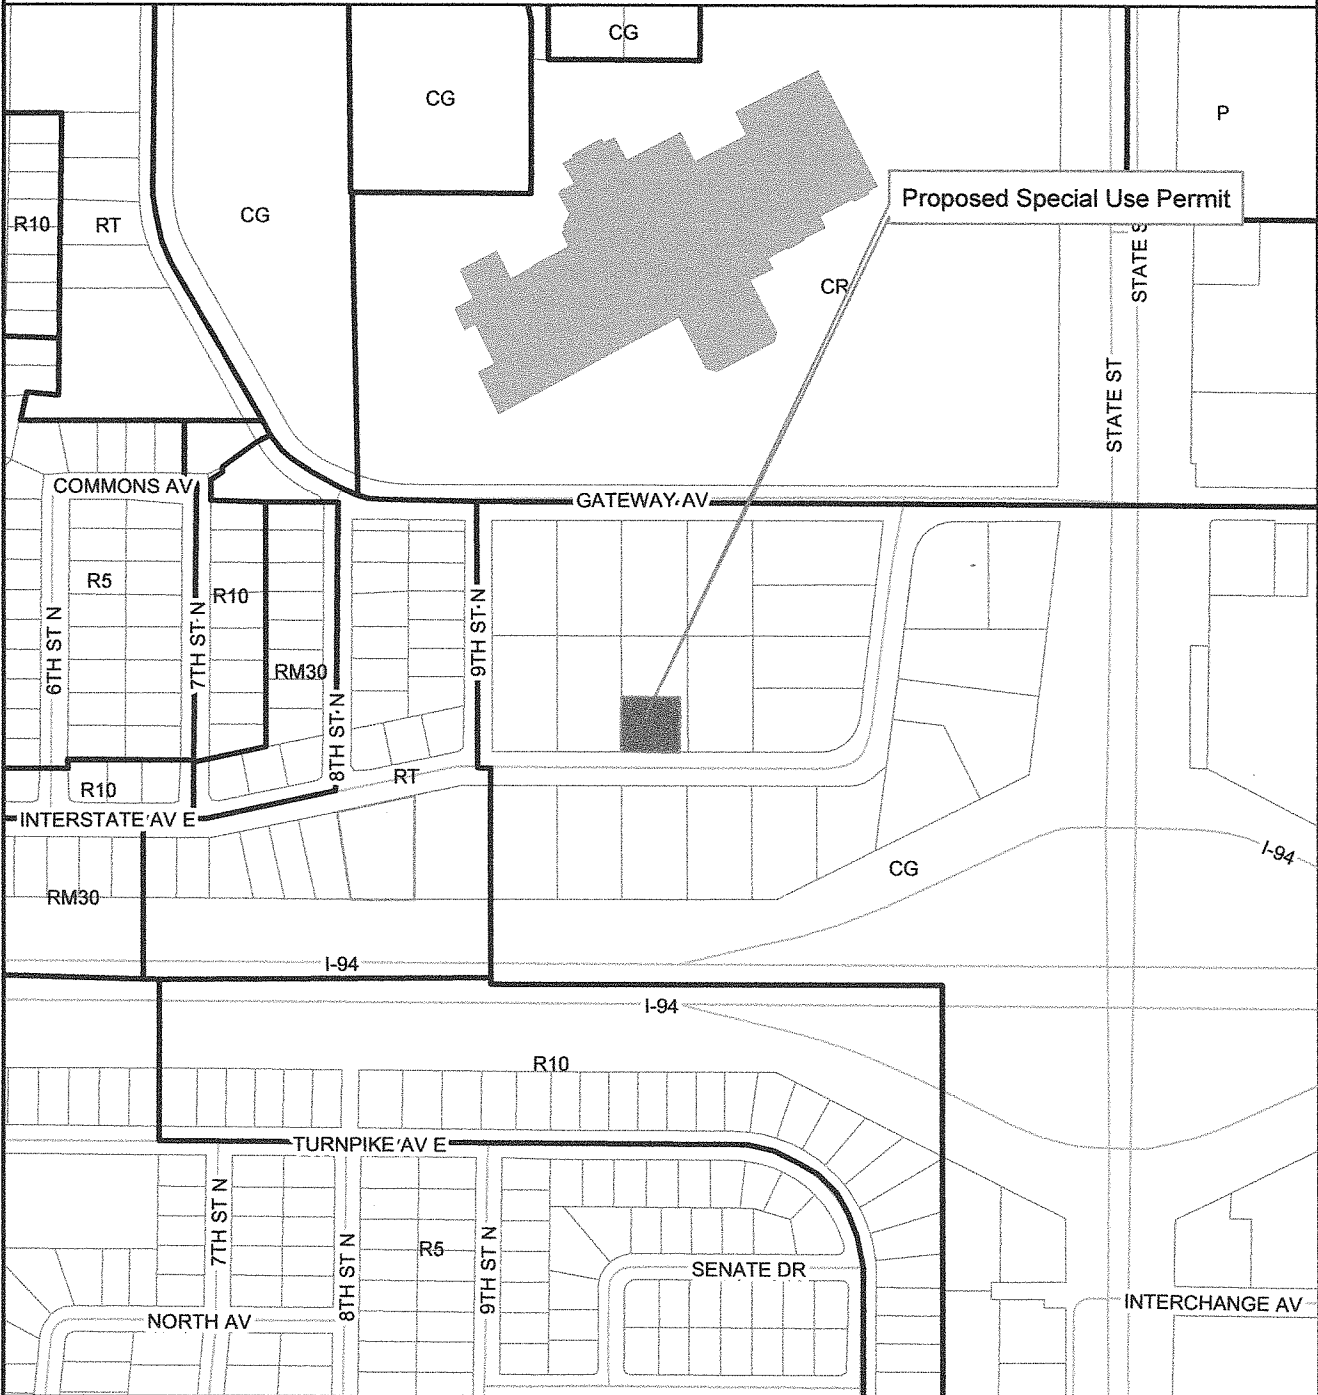 CG
CG
P
Proposed Special Use Permit
R10
RT
CG
STATE S
CR
STATE ST
COMMONS AV
GATEWAY AV
R5
R10
6TH ST N
7TH ST N
9TH ST N
RM30
8TH ST N
RT
R10
INTERSTATE AV E
I-94
CG
RM30
I-94
I-94
R10
TURNPIKE AV E
7TH ST N
8TH ST N
R5
9TH ST N
SENATE DR
INTERCHANGE AV
NORTH AV